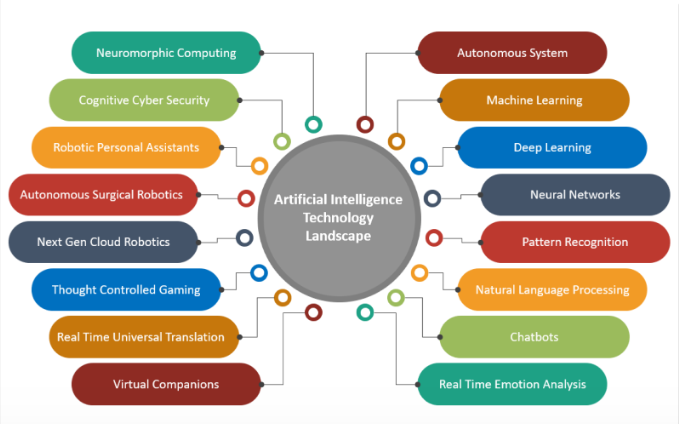 Neuromorphic Computing
Autonomous System
Cognitive Cyber Security
Machine Learning
Robotic Personal Assistants
Deep Learning
Autonomous Surgical Robotics
Neural Networks
Artificial Intelligence
Technology
Landscape
Next Gen Cloud Robotics
Pattern Recognition
Thought Controlled Gaming
Natural Language Processing
Real Time Universal Translation
Chatbots
Virtual Companions
Real Time Emotion Analysis